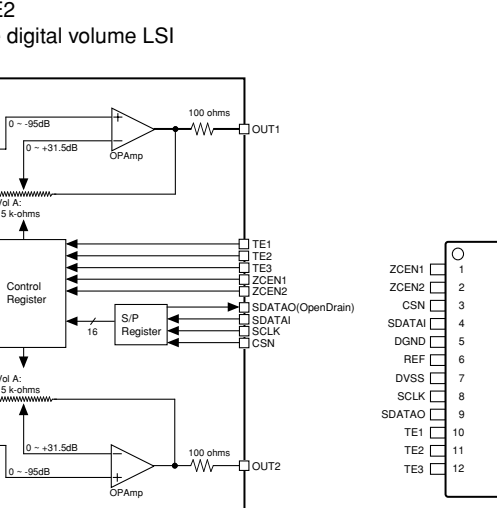 digital volume LSI
100 ohms
0 ~ -95dB
OUT1
0 ~ +31.5dB
OPAmp
Vol A:
5 k-ohms
TE1
TE2
TE3
ZCEN1
ZCEN2
Control
Register
SDATAO(OpenDrain)
S/P
Register
SDATAI
SCLK
CSN
16
Vol A:
5 k-ohms
0 ~ +31.5dB
100 ohms
OUT2
0 ~ -95dB
OPAmp
ZCEN1 1
ZCEN2 2
CSN 3
SDATAI 4
DGND 5
REF 6
DVSS 7
SCLK 8
SDATAO 9
TE1 10
TE2 11
TE3 12